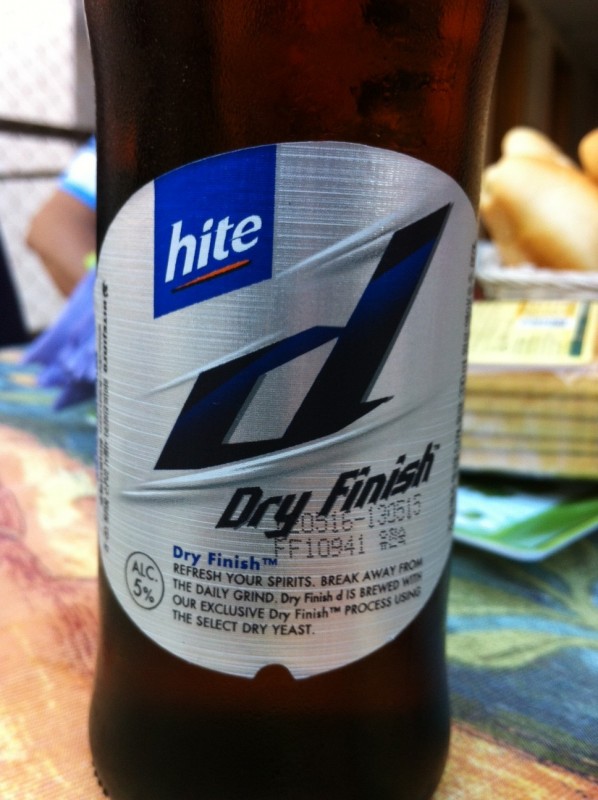 hite
d
Dry Finish™
0516-130515
FF10941
Dry Finish™
REFRESH YOUR SPIRITS. BREAK AWAY FROM
THE DAILY GRIND. Dry Finish d IS BREWED WITH
OUR EXCLUSIVE Dry Finish™ PROCESS USING
THE SELECT DRY YEAST.
ALC.
5%